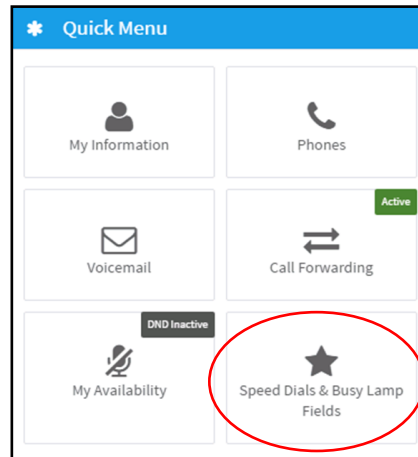 Quick Menu
My Information
Phones
Active
Voicemail
Call Forwarding
DND Inactive
My Availability
Speed Dials & Busy Lamp
Fields